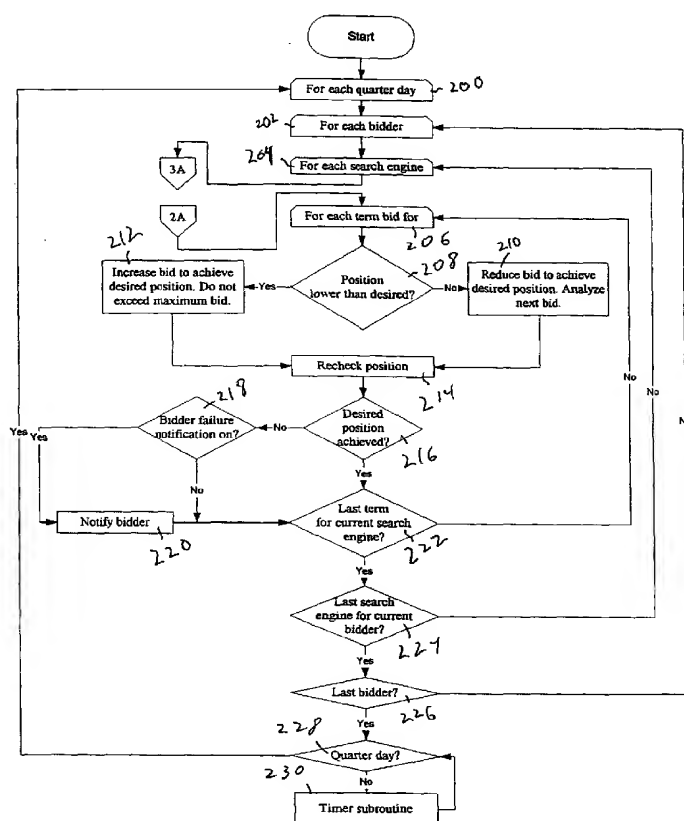 Start
For each quarter day
200
202
For each bidder
204
For each search engine
3A
2A
For each term bid for
206
212
208
210
Increase bid to achieve
desired position. Do not
exceed maximum bid.
Yes
Position
lower than desired?
No
Reduce bid to achieve
desired position. Analyze
next bid.
Recheck position
214
218
No
No
Bidder failure
notification on?
No
Desired
position
achieved?
216
Yes
Yes
No
Yes
Notify bidder
220
Last term
for current search
engine?
222
Yes
Last search
engine for current
bidder?
224
Yes
Last bidder?
226
228
Yes
Quarter day?
230
No
Timer subroutine